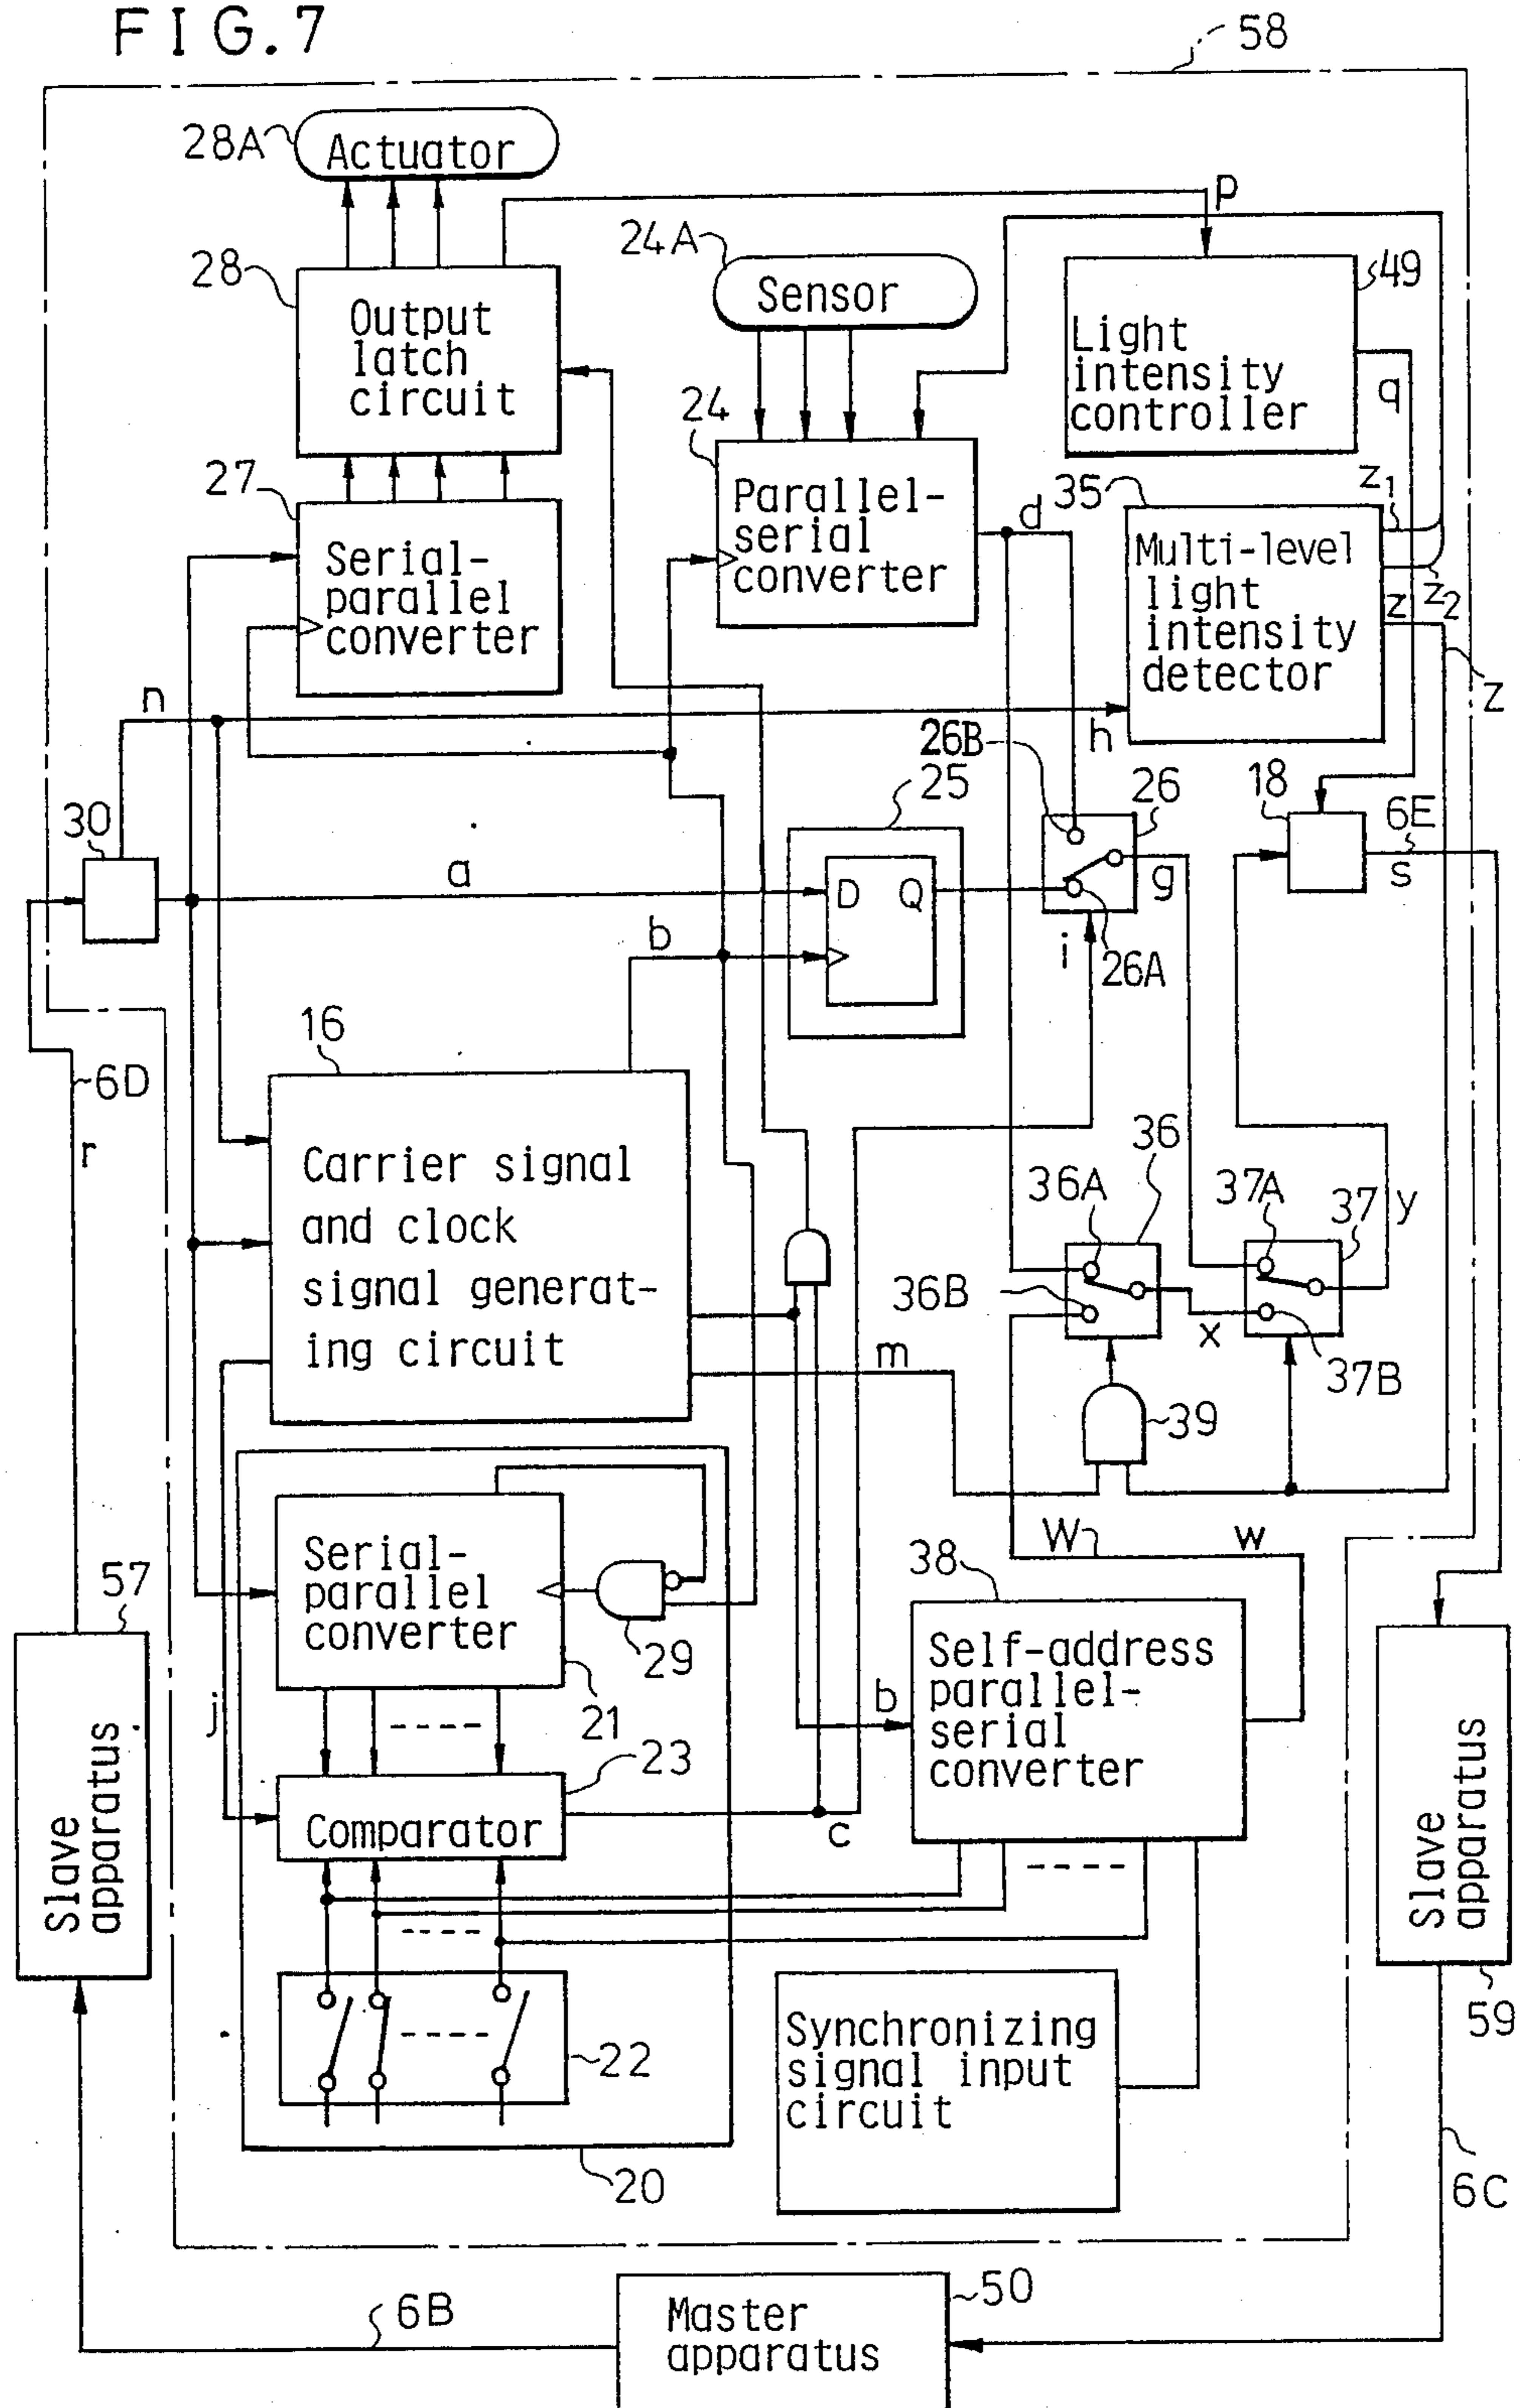 FIG.7
58
28A
Actuator
p
24A
28
Output
latch
circuit
Sensor
49
Light
intensity
controller
q
24
27
Serial-
parallel
converter
Parallel-
serial
converter
d
35
z1
Multi-level
light
intensity
detector
z
z2
Z
n
h
26B
25
26
18
6E
30
a
D
Q
g
s
b
i
26A
16
6D
r
Carrier signal
and clock
signal generat-
ing circuit
36
36A
37A
37
y
36B
x
m
37B
39
Serial-
parallel
converter
29
21
W
w
38
Self-address
parallel-
serial
converter
b
57
Slave
apparatus
j
23
Comparator
c
Slave
apparatus
59
22
Synchronizing
signal input
circuit
20
6C
6B
50
Master
apparatus